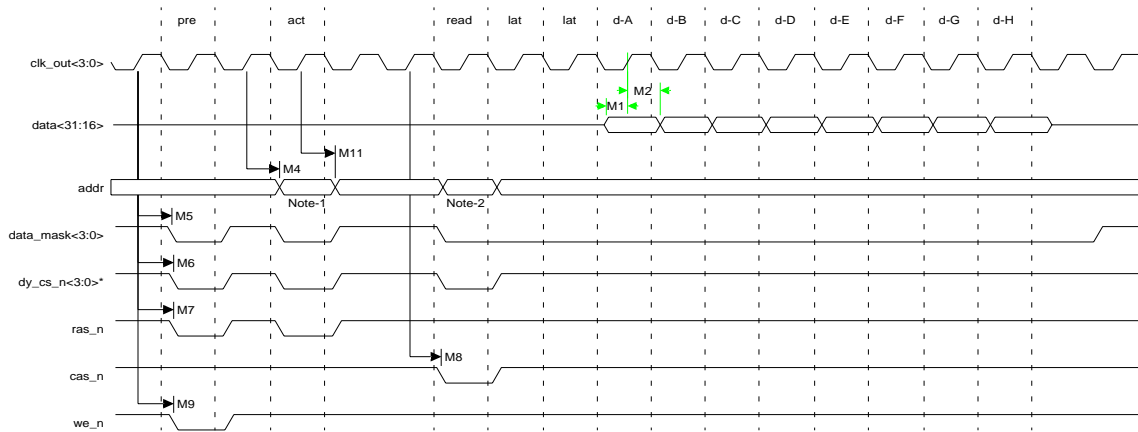 pre act read lat lat d-A d-B d-C d-D d-E d-F d-G d-H
clk_out<3:0>
M2
M1
data<31:16>
M11
M4
addr
Note-1 Note-2
M5
data_mask<3:0>
M6
dy_cs_n<3:0>*
M7
ras_n
M8
cas_n
M9
we_n